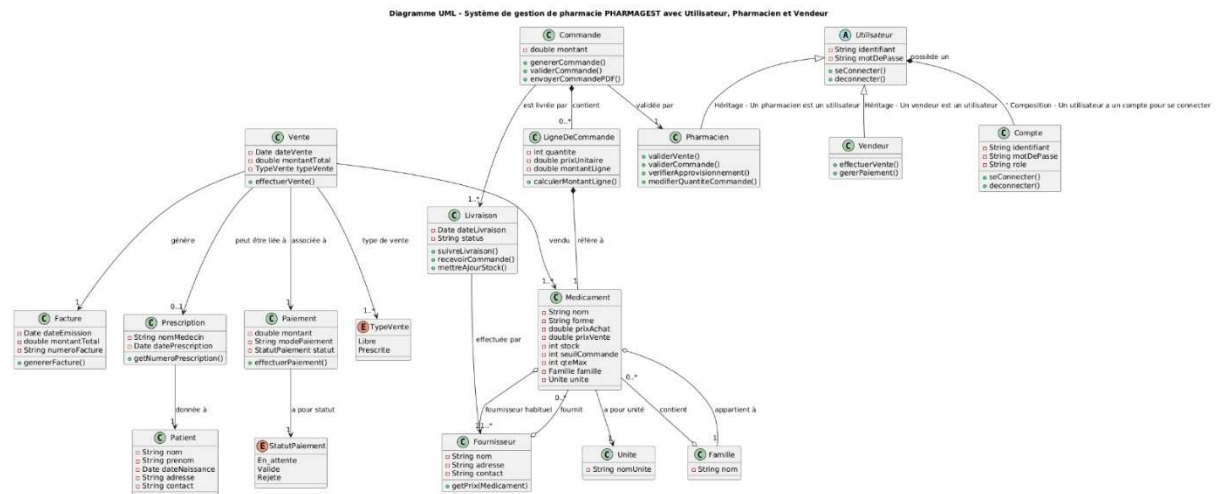 Diagramme UML - Système de gestion de pharmacie PHARMAGEST avec Utilisateur, Pharmacien et Vendeur
C Commande
double montant
genererCommande()
validerCommande()
envoyerCommandePDF()
A Utilisateur
String identifiant
String motDePasse
seConnecter()
deconnecter()
possède un
est livrée par
contient
validée par
Héritage - Un pharmacien est un utilisateur
Héritage - Un vendeur est un utilisateur
" Composition - Un utilisateur a un compte pour se connecter
0..*
1
C Vente
Date dateVente
double montantTotal
TypeVente typeVente
effectuerVente()
C LigneDeCommande
int quantite
double prixUnitaire
double montantLigne
calculerMontantLigne()
C Pharmacien
validerVente()
validerCommande()
verifierApprovisionnement()
modifierQuantiteCommande()
C Vendeur
effectuerVente()
gererPaiement()
C Compte
String identifiant
String motDePasse
String role
seConnecter()
deconnecter()
1..*
C Livraison
Date dateLivraison
String status
suivreLivraison()
recevoirCommande()
mettreAJourStock()
génère
peut être liée à
associée à
type de vente
vendu
réfère à
1..*
1
1
0..1
1
1..*
C Facture
Date dateEmission
double montantTotal
String numeroFacture
genererFacture()
C Prescription
String nomMedecin
Date datePrescription
getNumeroPrescription()
C Paiement
double montant
String modePaiement
StatutPaiement statut
effectuerPaiement()
E TypeVente
Libre
Prescrite
C Medicament
String nom
String forme
double prixAchat
double prixVente
int stock
int seuilCommande
int qteMax
Famille famille
Unite unite
effectuée par
0..*
0..*
donnée à
a pour statut
fournisseur habituel
fournit
a pour unité
contient
appartient à
1
1
1
1..*
1
1
C Patient
String nom
String prenom
Date dateNaissance
String adresse
String contact
E StatutPaiement
En_attente
Valide
Rejete
C Fournisseur
String nom
String adresse
String contact
getPrix(Medicament)
C Unite
String nomUnite
C Famille
String nom